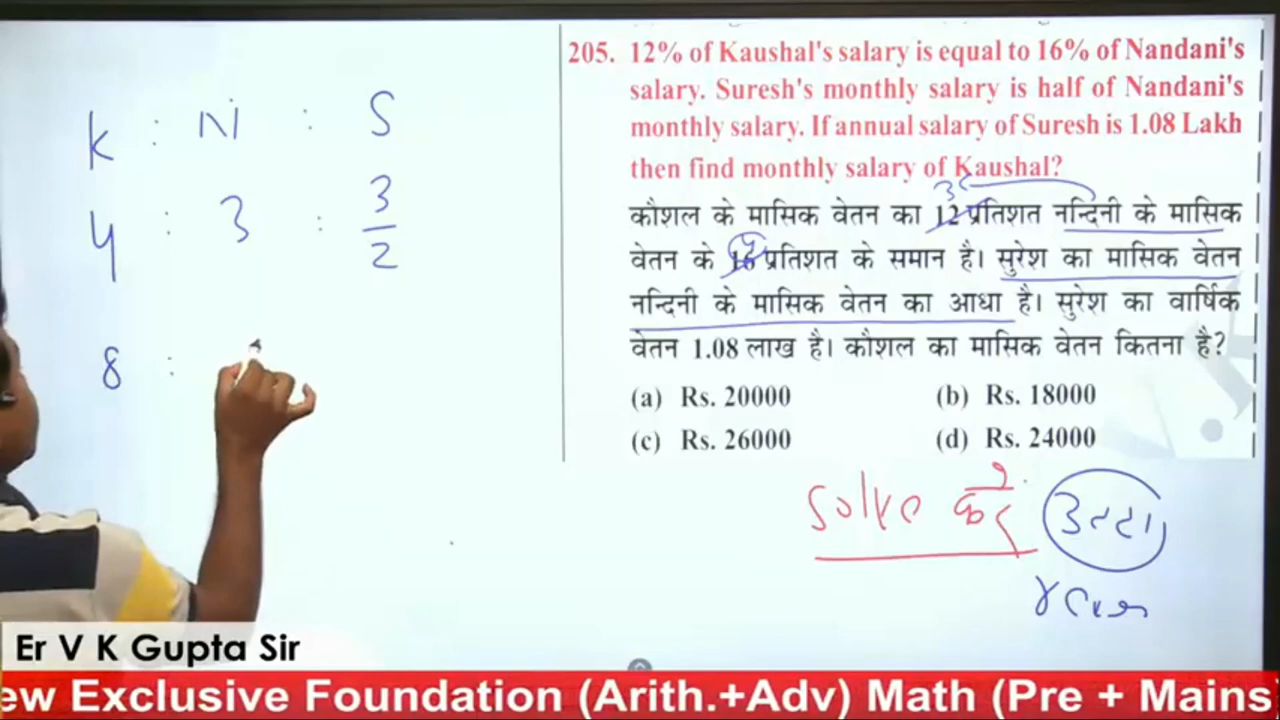 K : N : S
4 : 3 : 3/2
8 :
205. 12% of Kaushal's salary is equal to 16% of Nandani's
salary. Suresh's monthly salary is half of Nandani's
monthly salary. If annual salary of Suresh is 1.08 Lakh
then find monthly salary of Kaushal?
3
कौशल के मासिक वेतन का 12 प्रतिशत नन्दिनी के मासिक
4
वेतन के 16 प्रतिशत के समान है। सुरेश का मासिक वेतन
नन्दिनी के मासिक वेतन का आधा है। सुरेश का वार्षिक
वेतन 1.08 लाख है। कौशल का मासिक वेतन कितना है?
(a) Rs. 20000 (b) Rs. 18000
(c) Rs. 26000 (d) Rs. 24000
Solve करें
Er V K Gupta Sir
ew Exclusive Foundation (Arith.+Adv) Math (Pre + Mains)